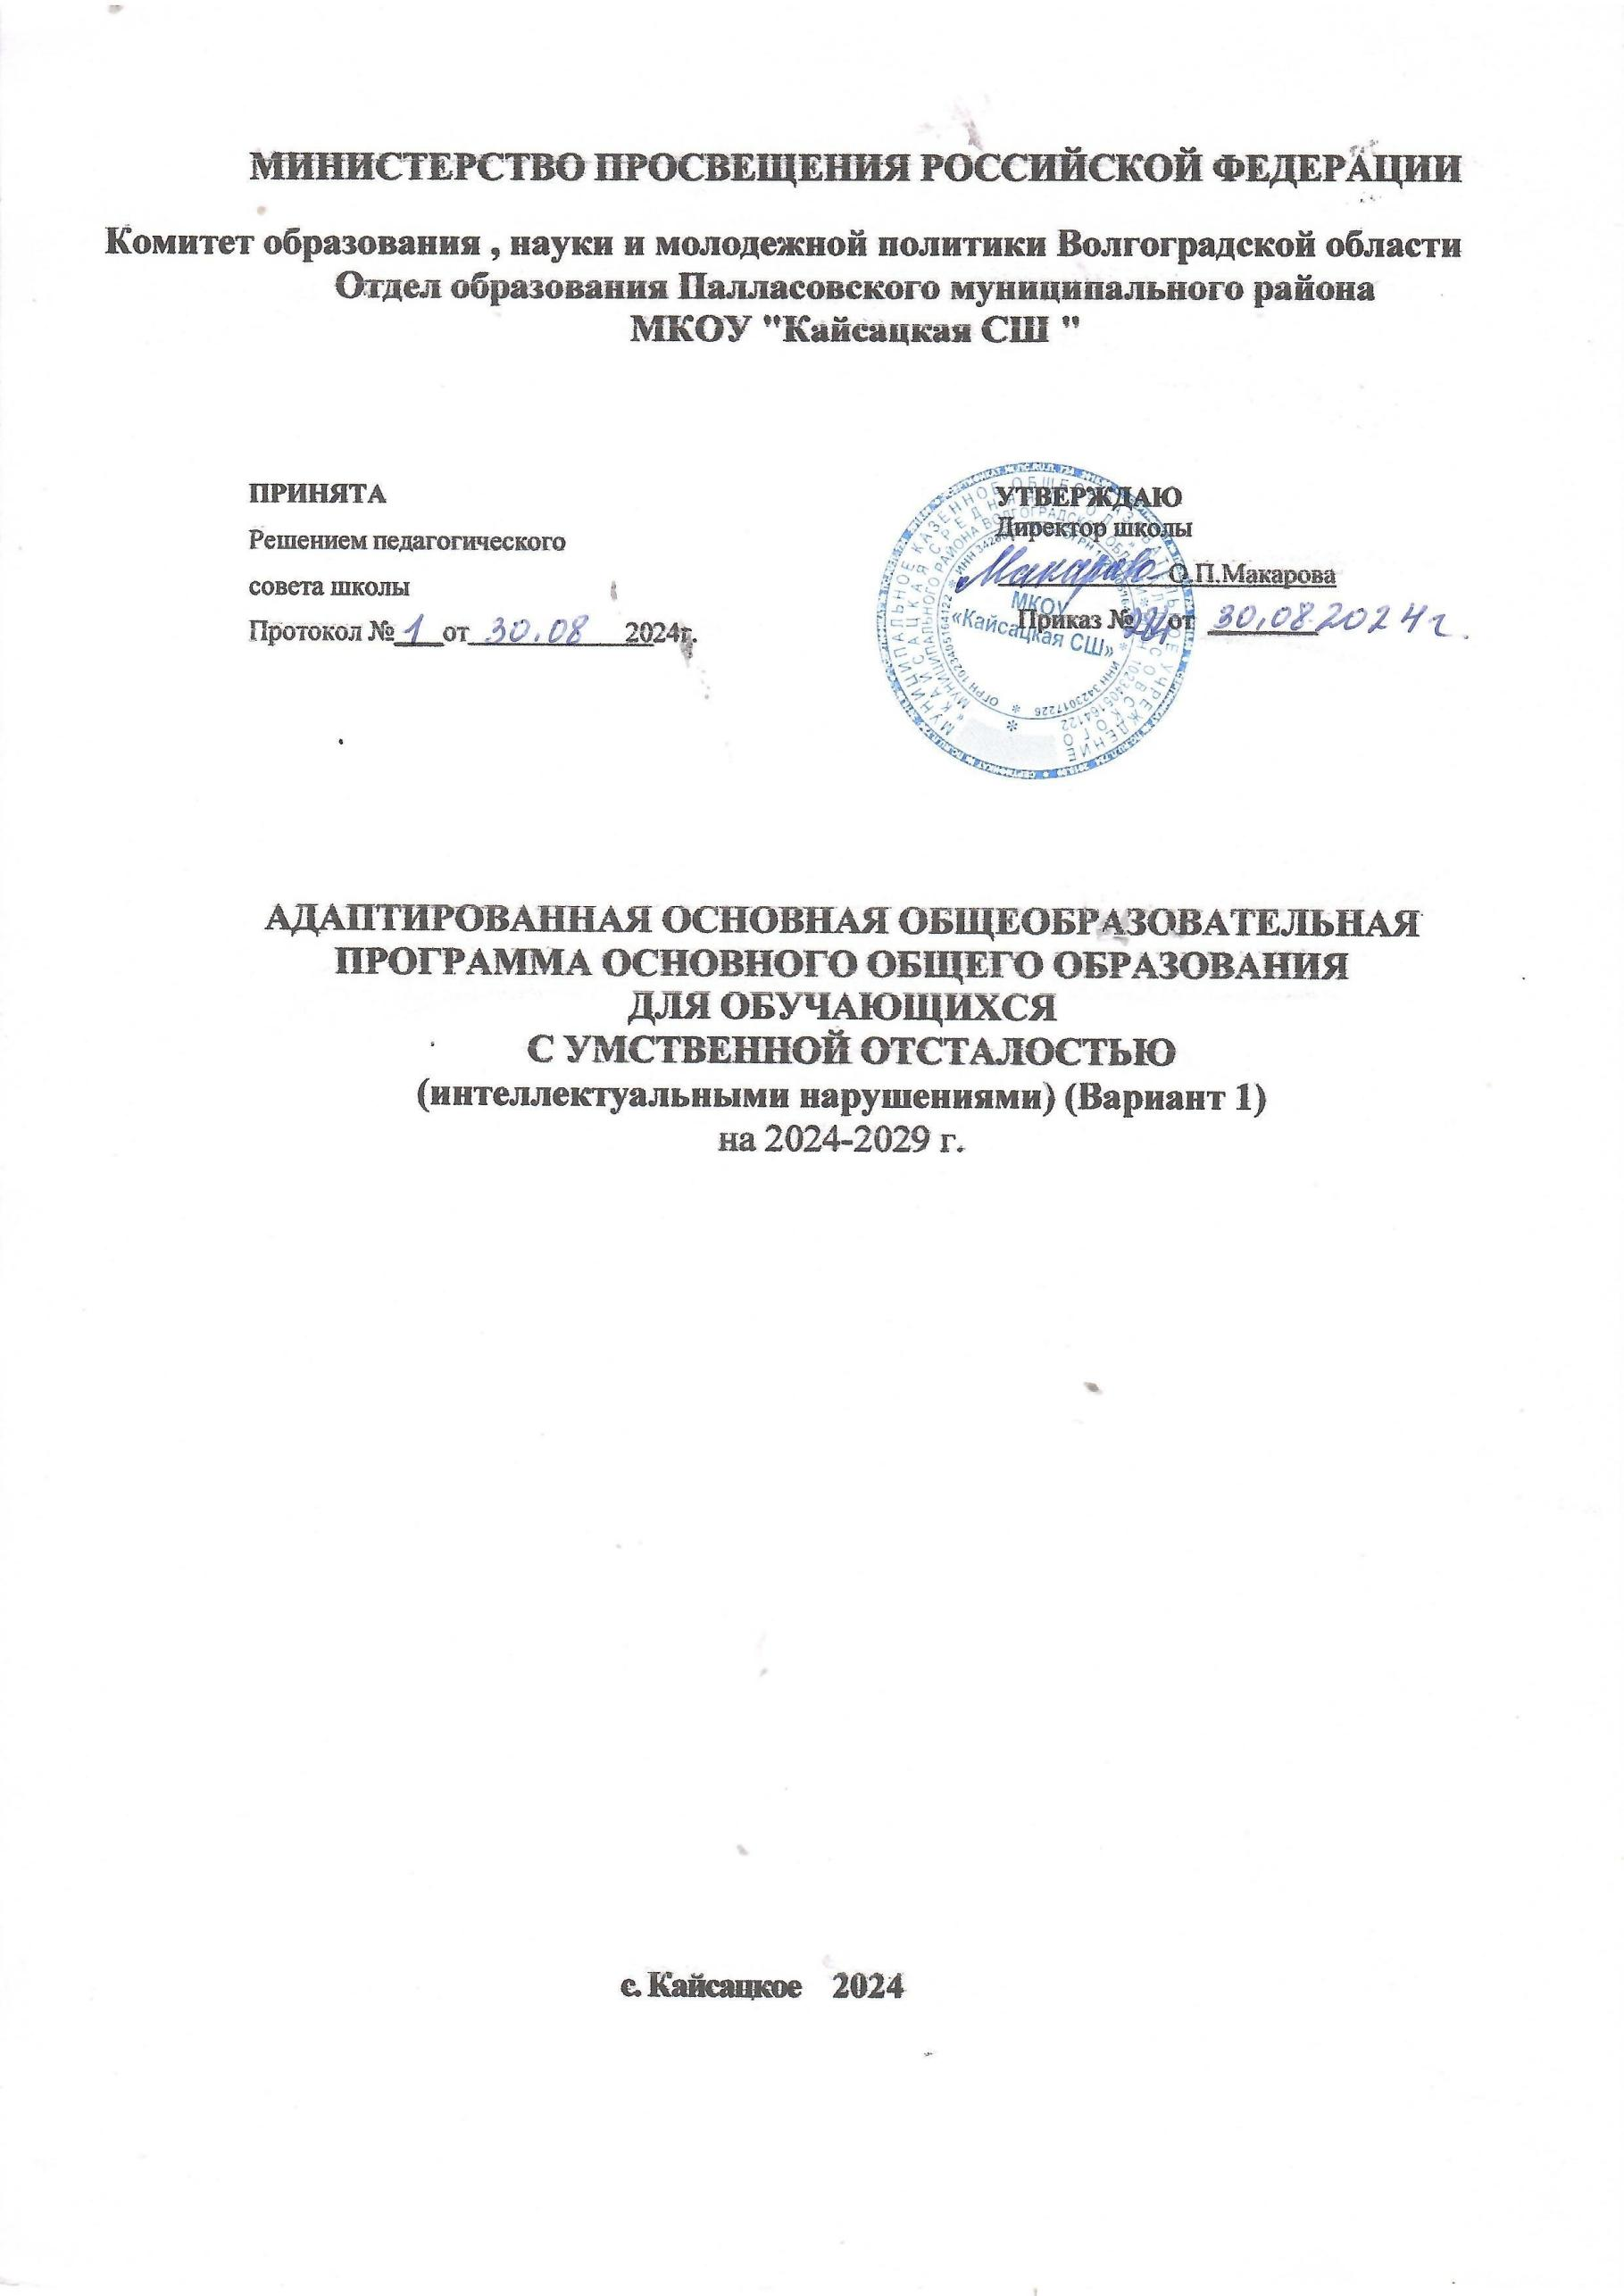 МИНИСТЕРСТВО ПРОСВЕЩЕНИЯ РОССИЙСКОЙ ФЕДЕРАЦИИ
Комитет образования , науки и молодежной политики Волгоградской области
Отдел образования Палласовского муниципального района
МКОУ "Кайсацкая СШ "
ПРИНЯТА
Решением педагогического
совета школы
Протокол № 1 от 30.08 2024г.
УТВЕРЖДАЮ
Директор школы
Макарова О.П.Макарова
Приказ № от 30.08 2024 г.
МКОУ
«Кайсацкая СШ»
АДАПТИРОВАННАЯ ОСНОВНАЯ ОБЩЕОБРАЗОВАТЕЛЬНАЯ
ПРОГРАММА ОСНОВНОГО ОБЩЕГО ОБРАЗОВАНИЯ
ДЛЯ ОБУЧАЮЩИХСЯ
С УМСТВЕННОЙ ОТСТАЛОСТЬЮ
(интеллектуальными нарушениями) (Вариант 1)
на 2024-2029 г.
с. Кайсацкое 2024